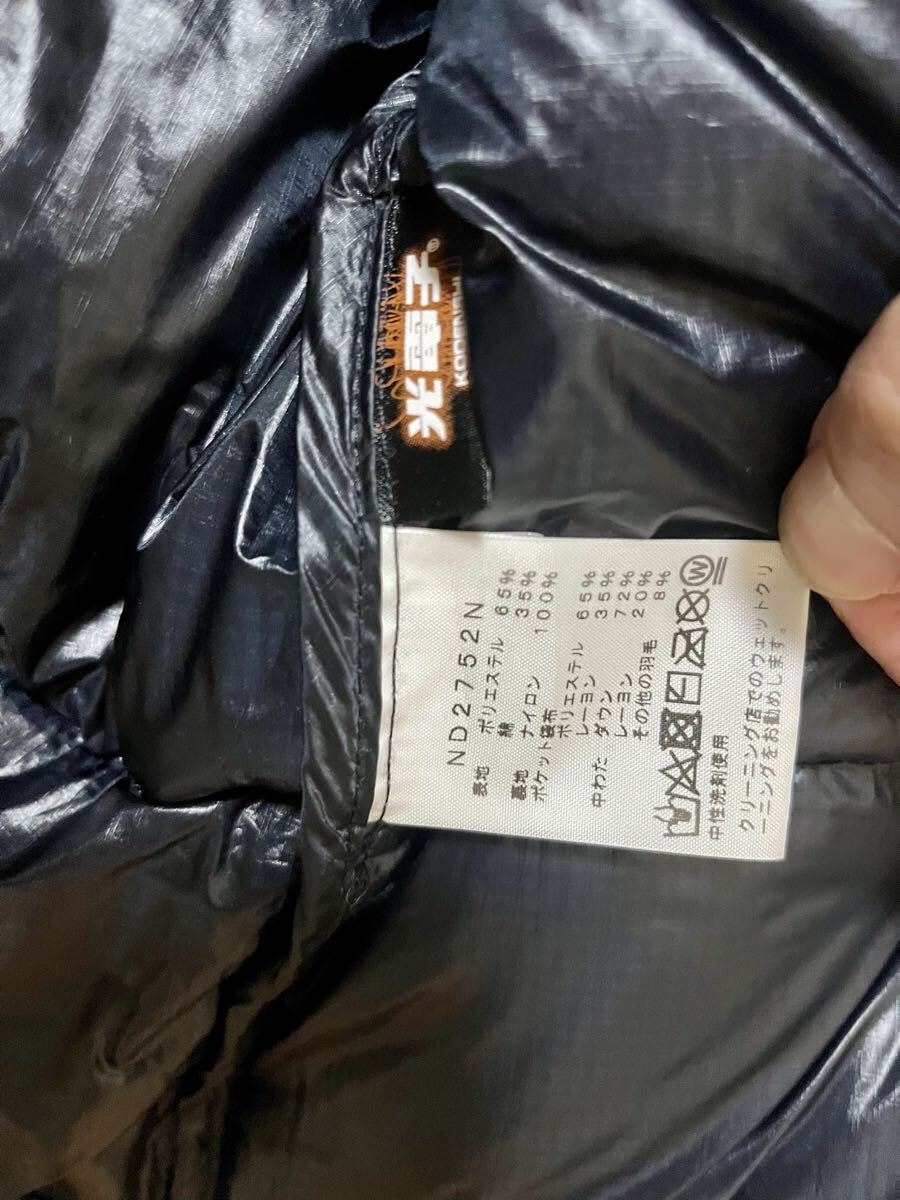 光電子®
ND2752N
表地 ポリエステル 65%
綿 35%
裏地 ナイロン 100%
ポケット袋布
ポリエステル 65%
レーヨン 35%
中わた ダウン 72%
レーヨン 20%
その他の羽毛 8%
W
中性洗剤使用
クリーニング店でのウェットクリ
ーニングをお勧めします。